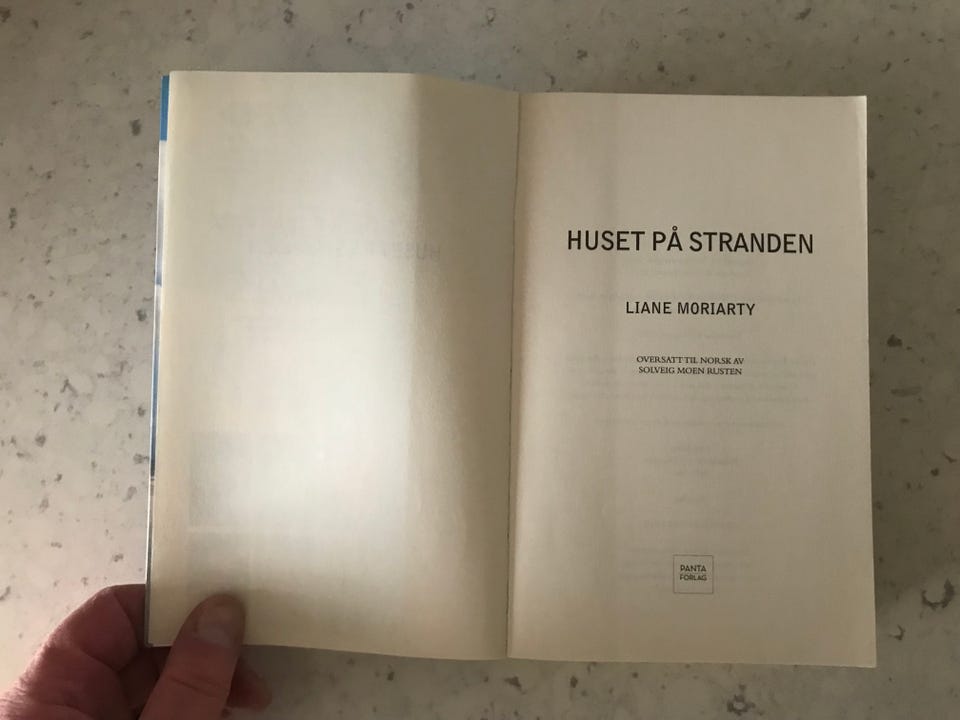 HUSET PÅ STRANDEN
LIANE MORIARTY
OVERSATT TIL NORSK AV
SOLVEIG MOEN RUSTEN
PANTA
FORLAG